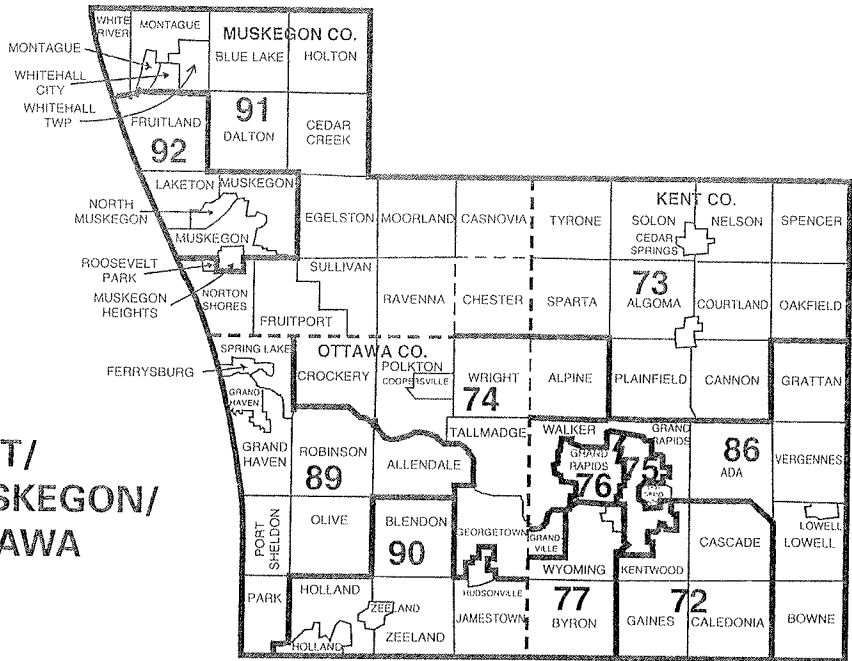 WHITE
RIVER
MONTAGUE
MUSKEGON CO.
MONTAGUE
BLUE LAKE
HOLTON
WHITEHALL
CITY
WHITEHALL
TWP
FRUITLAND
92
91
DALTON
CEDAR
CREEK
LAKETON
MUSKEGON
NORTH
MUSKEGON
MUSKEGON
EGELSTON
MOORLAND
CASNOVIA
TYRONE
KENT CO.
SOLON
NELSON
SPENCER
CEDAR
SPRINGS
ROOSEVELT
PARK
MUSKEGON
HEIGHTS
NORTON
SHORES
SULLIVAN
FRUITPORT
RAVENNA
CHESTER
SPARTA
73
ALGOMA
COURTLAND
OAKFIELD
SPRING LAKE
FERRYSBURG
OTTAWA CO.
CROCKERY
POLKTON
COOPERSVILLE
WRIGHT
74
ALPINE
PLAINFIELD
CANNON
GRATTAN
GRAND
HAVEN
GRAND
HAVEN
ROBINSON
89
ALLENDALE
TALLMADGE
WALKER
GRAND
RAPIDS
76
75
GRAND
RAPIDS
86
ADA
VERGENNES
T/
SKEGON/
AWA
PORT
SHELDON
OLIVE
BLENDON
90
GEORGETOWN
GRAND
VILLE
WYOMING
KENTWOOD
CASCADE
LOWELL
LOWELL
PARK
HOLLAND
HOLLAND
ZEELAND
ZEELAND
HUDSONVILLE
JAMESTOWN
77
BYRON
72
GAINES
CALEDONIA
BOWNE